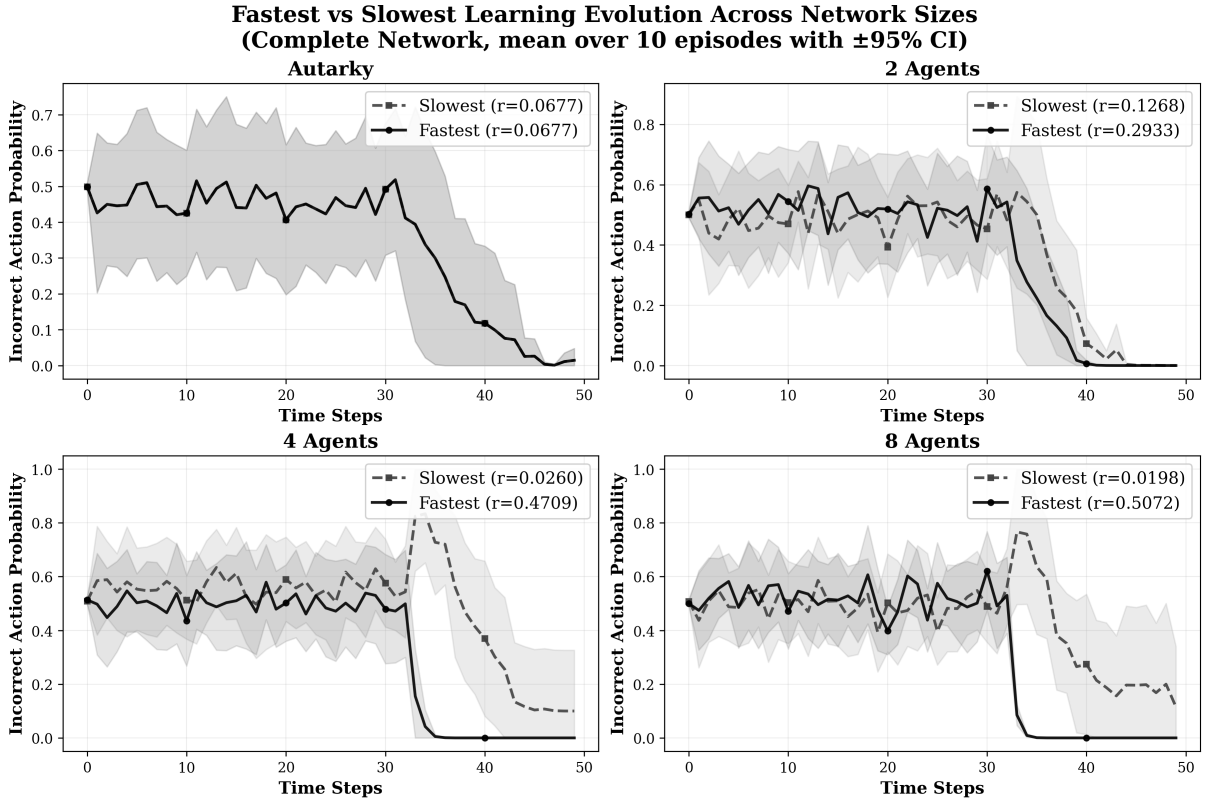 Fastest vs Slowest Learning Evolution Across Network Sizes
(Complete Network, mean over 10 episodes with ±95% CI)
Autarky
Incorrect Action Probability
0.7
0.6
0.5
0.4
0.3
0.2
0.1
0.0
Slowest (r=0.0677)
Fastest (r=0.0677)
0 10 20 30 40 50
Time Steps
2 Agents
Incorrect Action Probability
0.8
0.6
0.4
0.2
0.0
Slowest (r=0.1268)
Fastest (r=0.2933)
0 10 20 30 40 50
Time Steps
4 Agents
Incorrect Action Probability
1.0
0.8
0.6
0.4
0.2
0.0
Slowest (r=0.0260)
Fastest (r=0.4709)
0 10 20 30 40 50
Time Steps
8 Agents
Incorrect Action Probability
1.0
0.8
0.6
0.4
0.2
0.0
Slowest (r=0.0198)
Fastest (r=0.5072)
0 10 20 30 40 50
Time Steps